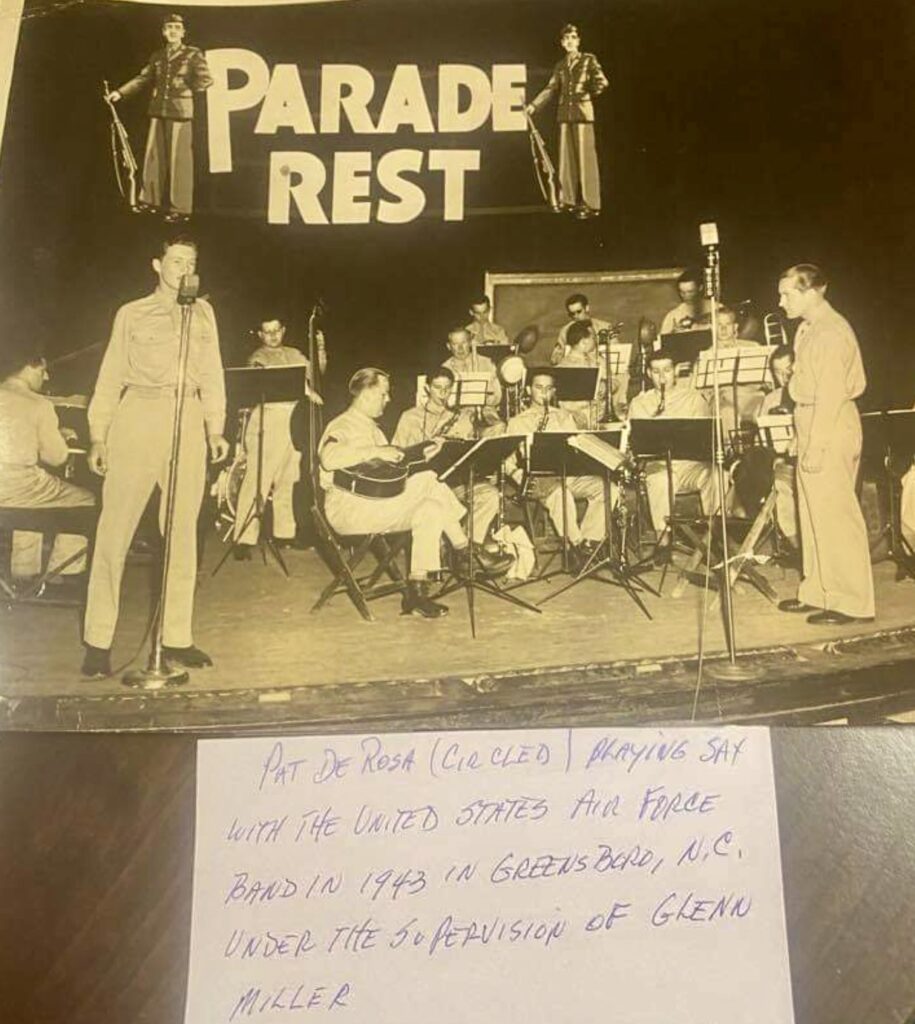 PARADE
REST
PAT DE ROSA (CIRCLED) PLAYING SAX
WITH THE UNITED STATES AIR FORCE
BAND IN 1943 IN GREENSBORO, N.C.
UNDER THE SUPERVISION OF GLENN
MILLER